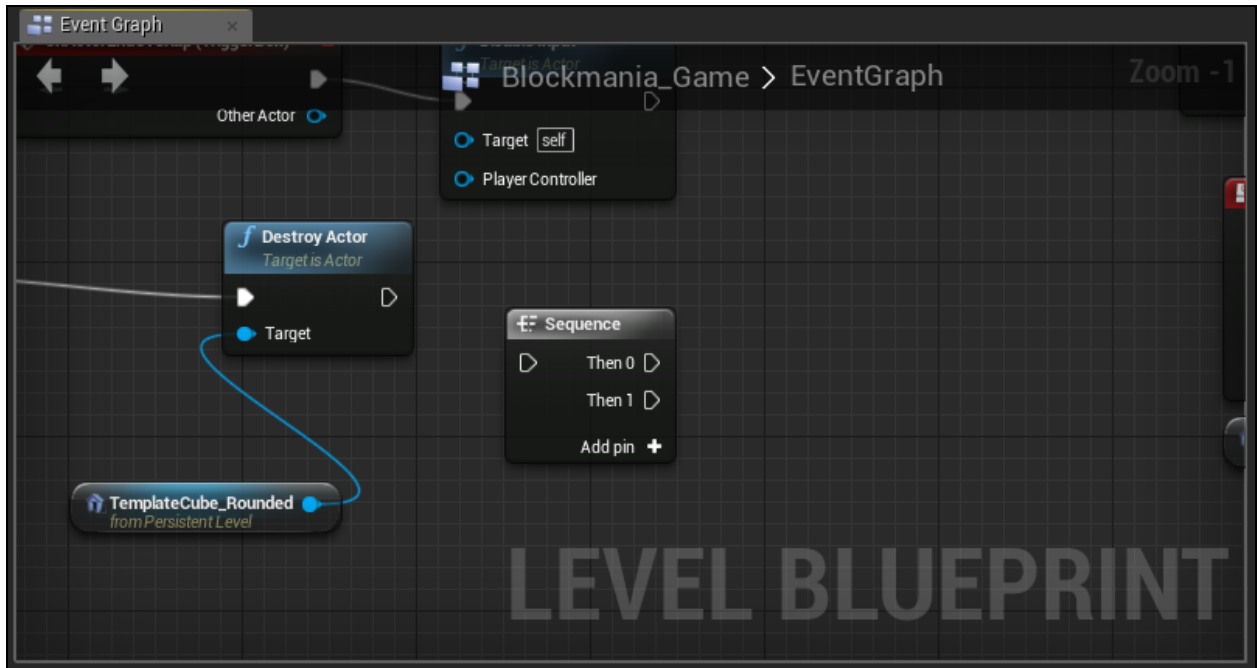 Event Graph
Target is Actor
Blockmania_Game > EventGraph
Zoom -1
Other Actor
Target self
Player Controller
Destroy Actor
Target is Actor
Target
Sequence
Then 0
Then 1
Add pin
TemplateCube_Rounded
from Persistent Level
LEVEL BLUEPRINT